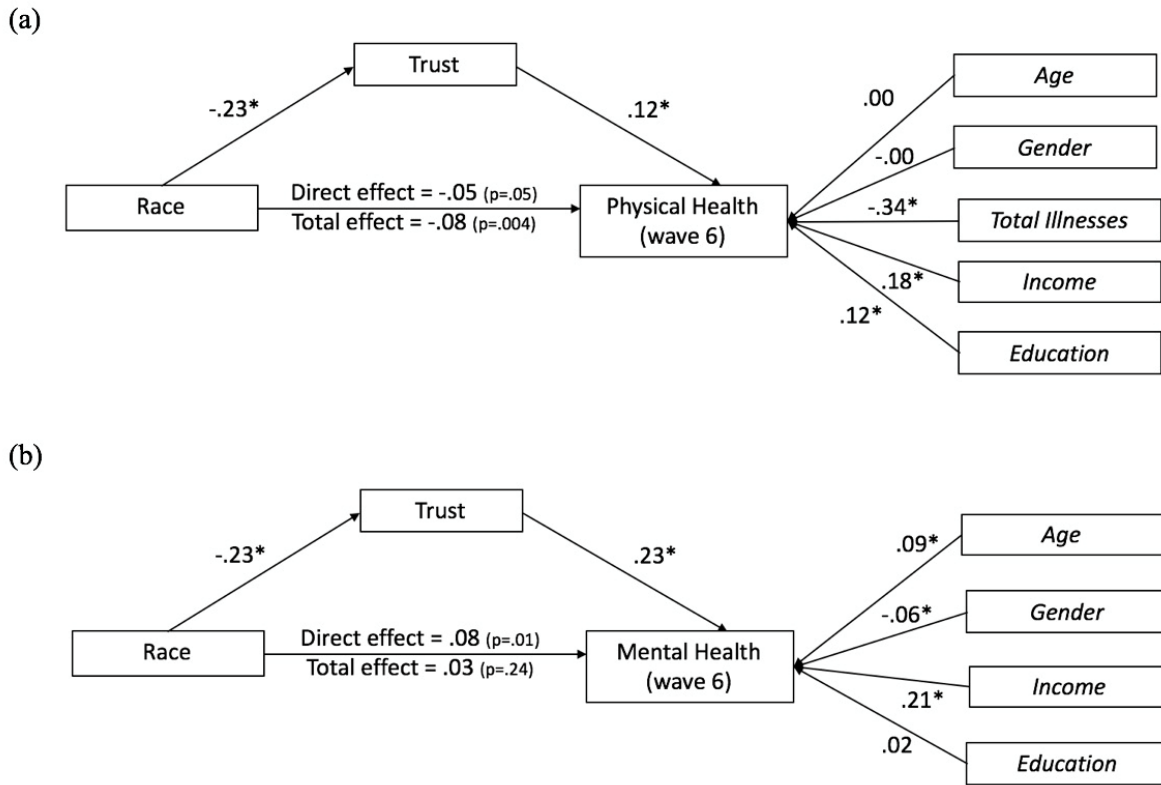 (a)
Trust
Age
-.23*
.12*
.00
Gender
-.00
Race
Direct effect = -.05 (p=.05)
Total effect = -.08 (p=.004)
Physical Health
(wave 6)
-.34*
Total Illnesses
.18*
Income
.12*
Education
(b)
Trust
Age
-.23*
.23*
.09*
-.06*
Gender
Race
Direct effect = .08 (p=.01)
Total effect = .03 (p=.24)
Mental Health
(wave 6)
.21*
Income
.02
Education